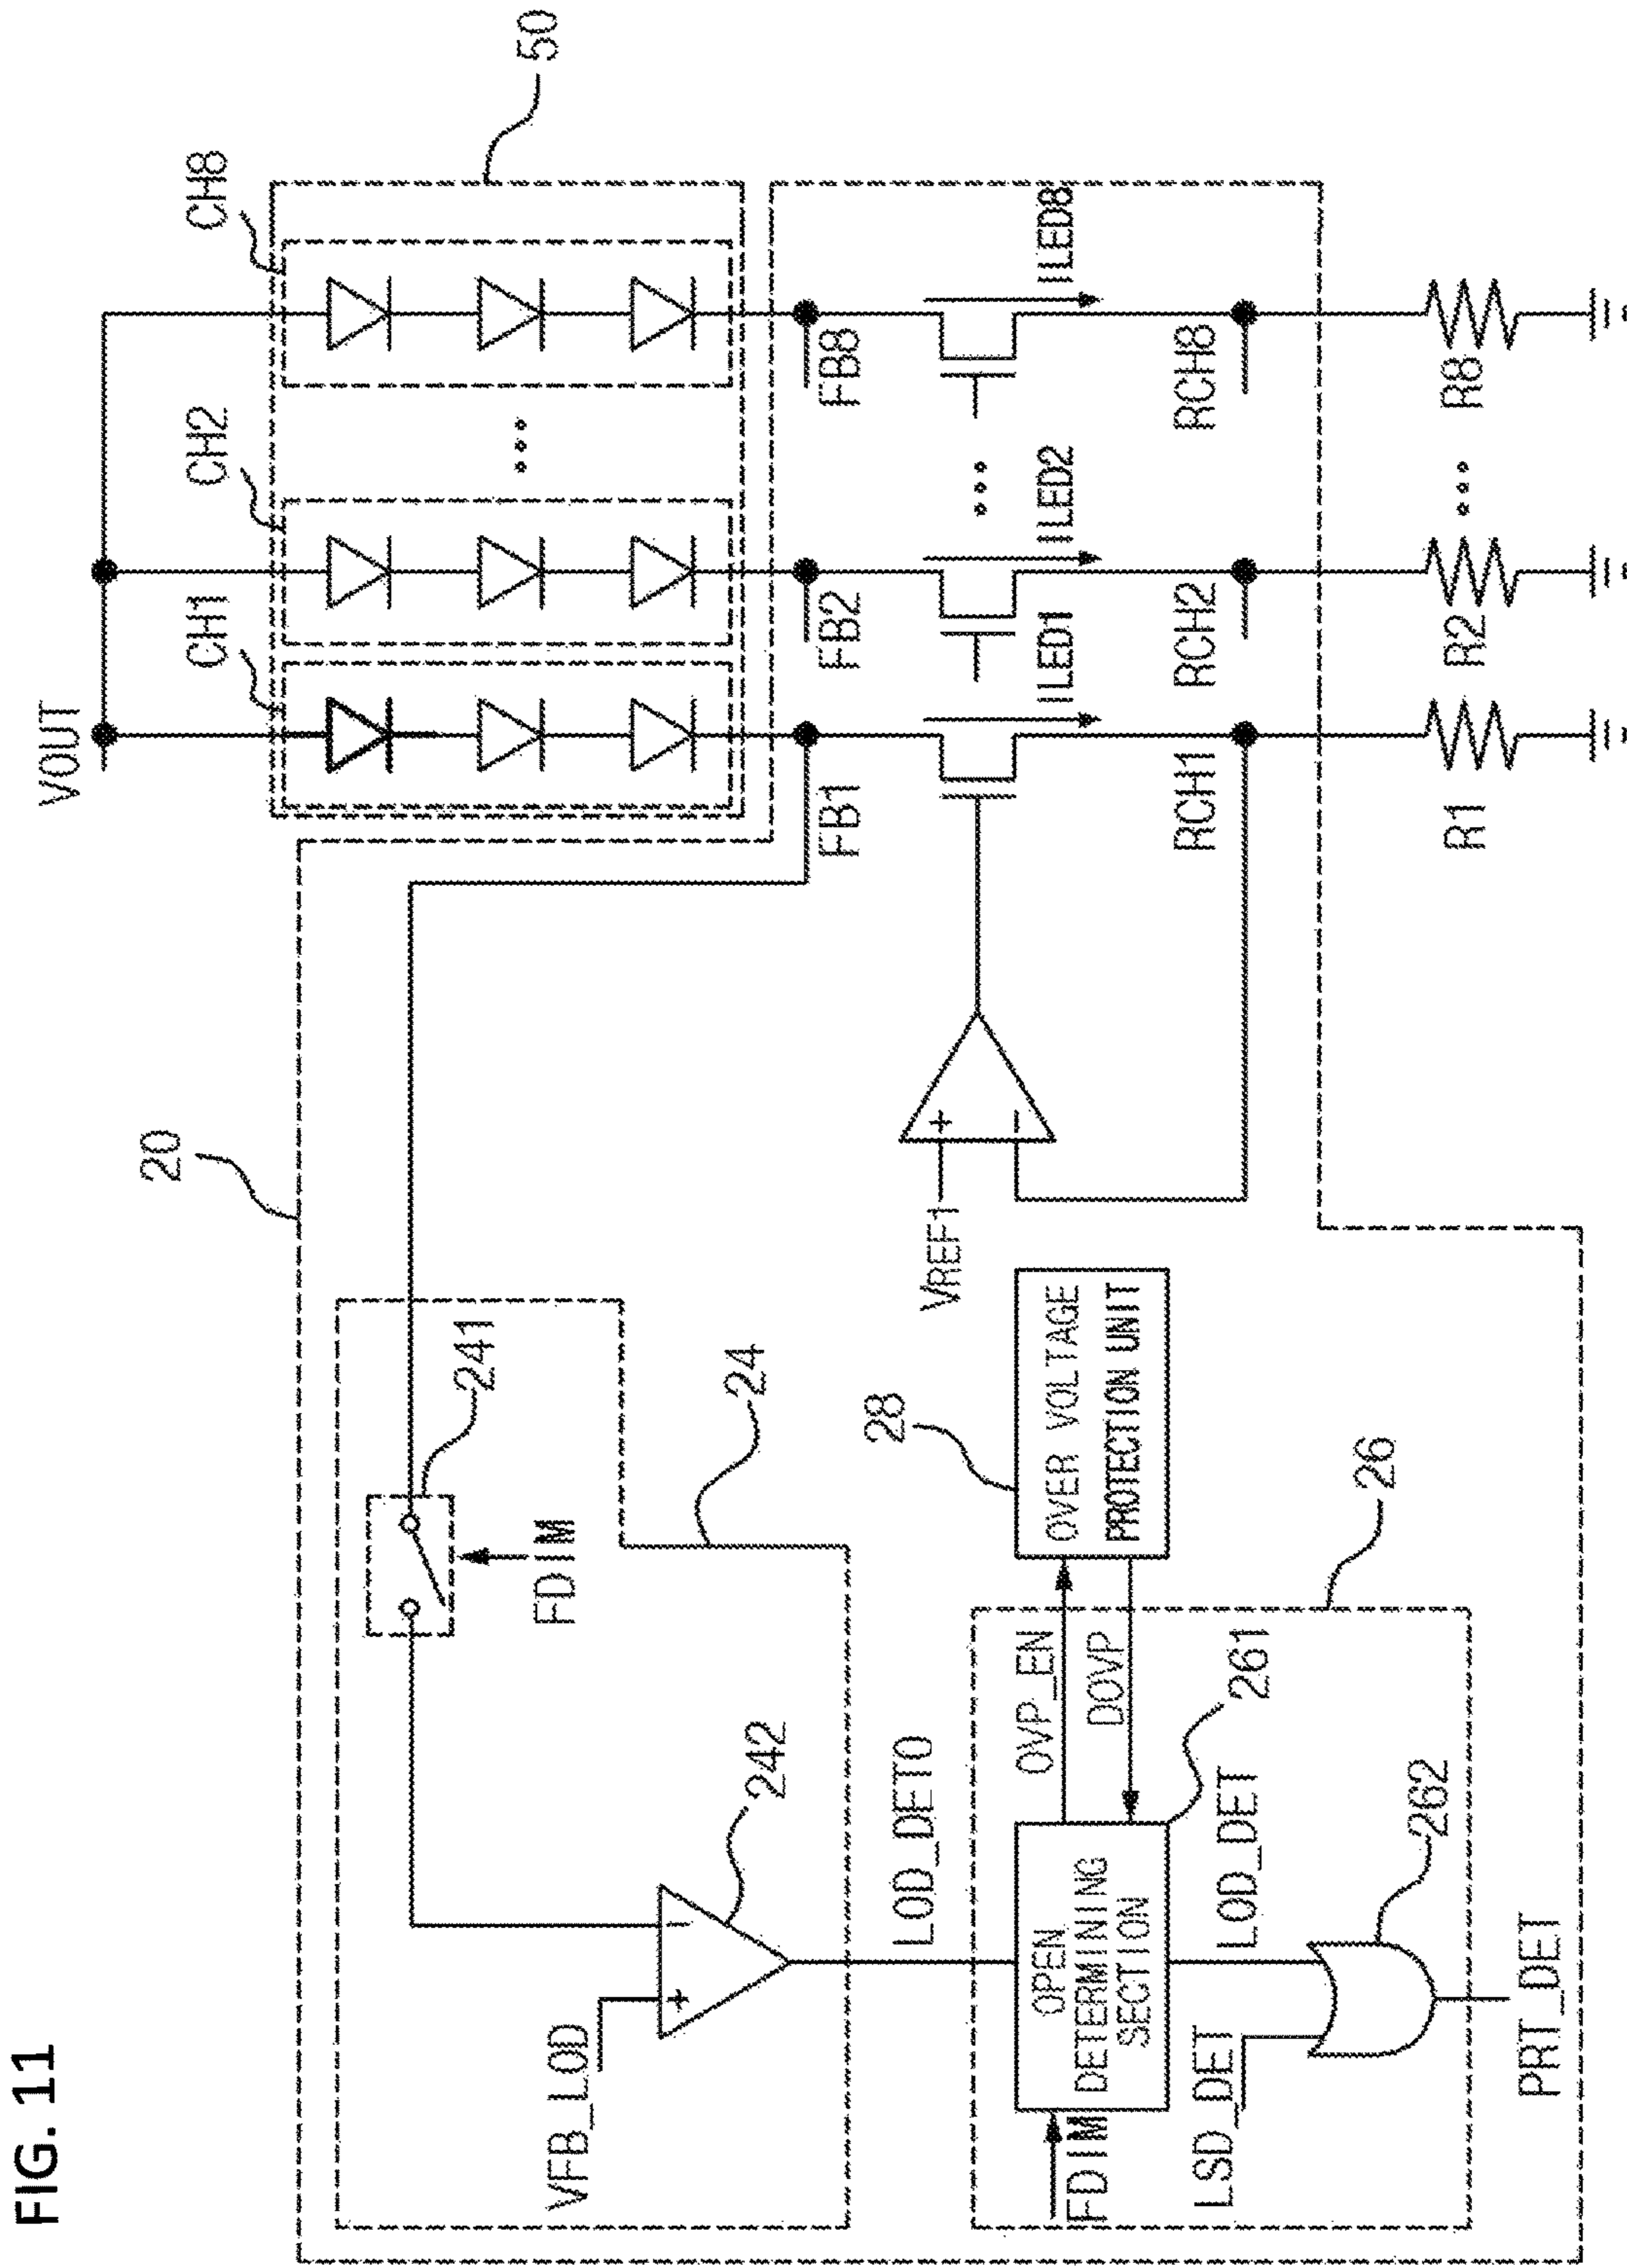 FIG. 11
VOUT
CH1
CH2
CH8
50
20
241
FDIM
24
VFB_LOD
+
−
242
FB1
FB2
FB8
ILED1
ILED2
ILED8
VREF1
+
−
RCH1
RCH2
RCH8
R1
R2
R8
LOD_DETO
28
OVER VOLTAGE
PROTECTION UNIT
OVP_EN
DOVP
26
261
FDIM
OPEN
DETERMINING
SECTION
LSD_DET
LOD_DET
262
PRT_DET